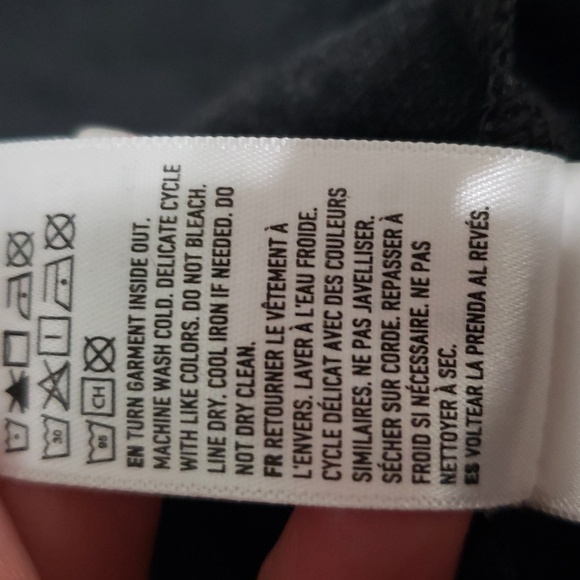 30
95 CH
EN TURN GARMENT INSIDE OUT.
MACHINE WASH COLD. DELICATE CYCLE
WITH LIKE COLORS. DO NOT BLEACH.
LINE DRY. COOL IRON IF NEEDED. DO
NOT DRY CLEAN.
FR RETOURNER LE VÊTEMENT À
L'ENVERS. LAVER À L'EAU FROIDE.
CYCLE DÉLICAT AVEC DES COULEURS
SIMILAIRES. NE PAS JAVELLISER.
SÉCHER SUR CORDE. REPASSER À
FROID SI NÉCESSAIRE. NE PAS
NETTOYER À SEC.
ES VOLTEAR LA PRENDA AL REVÉS.